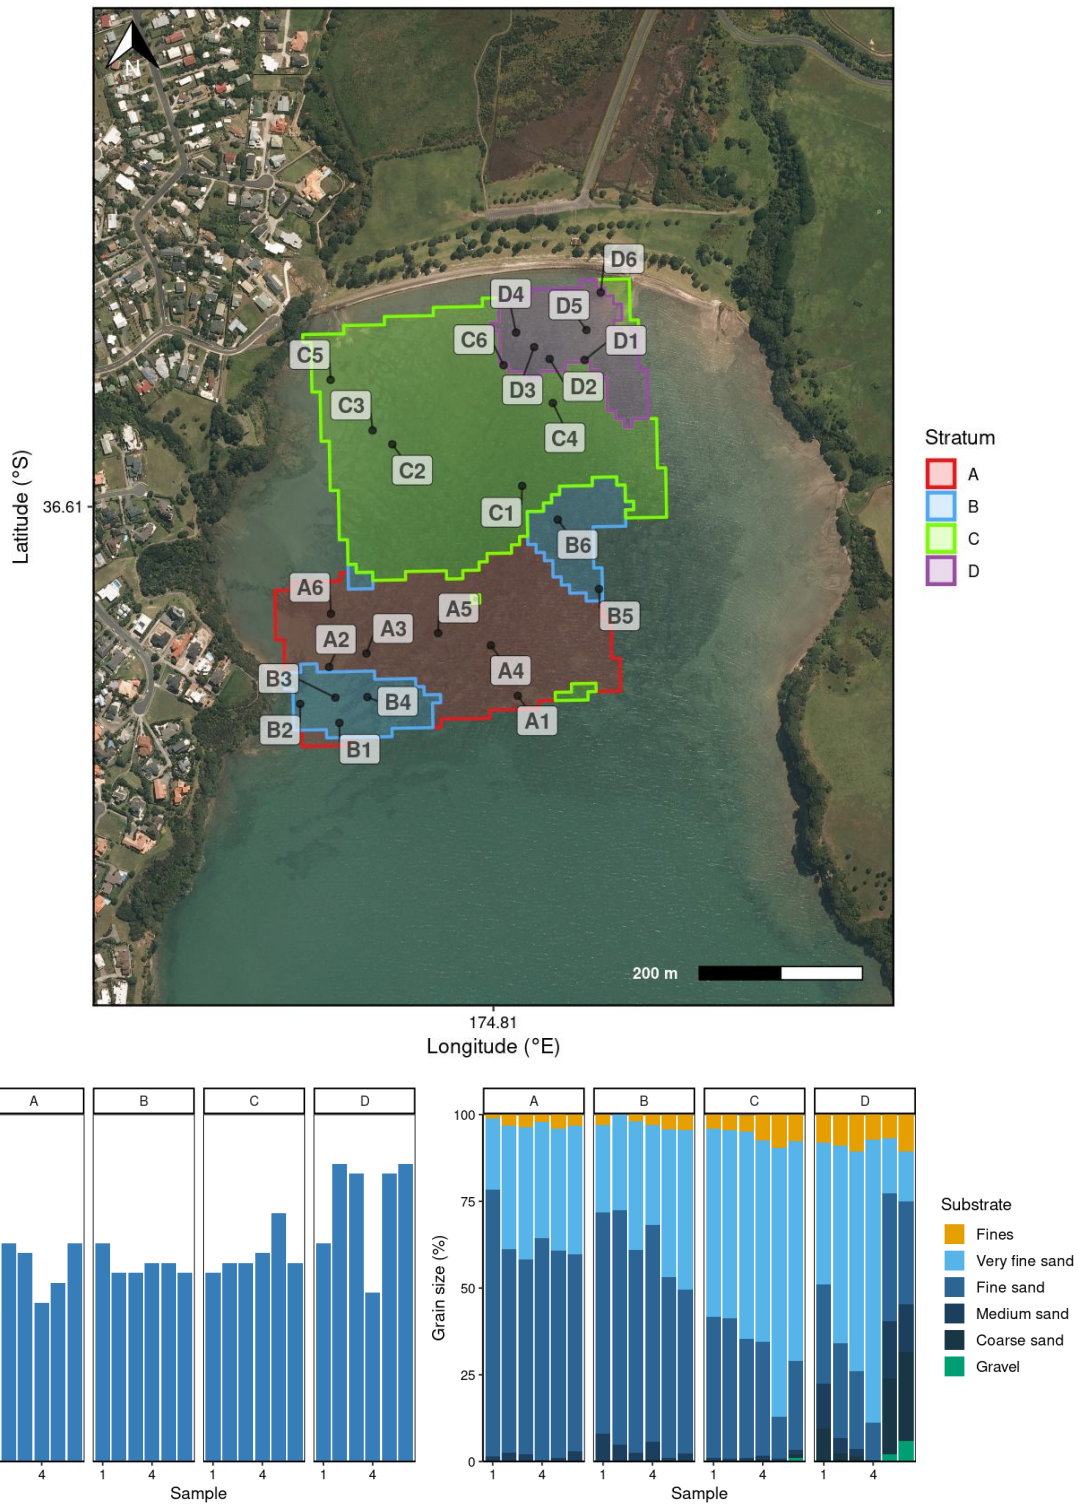 N
D6
D4
D5
C6
D1
C5
D3
D2
C3
C4
C2
C1
B6
A6
A5
B5
A3
A2
A4
B3
B4
B2
A1
B1
200 m
36.61
Latitude (°S)
174.81
Longitude (°E)
Stratum
A
B
C
D
A B C D
4 1 4 1 4 1 4
Sample
A B C D
100
75
50
25
0
Grain size (%)
1 4 1 4 1 4 1 4
Sample
Substrate
Fines
Very fine sand
Fine sand
Medium sand
Coarse sand
Gravel